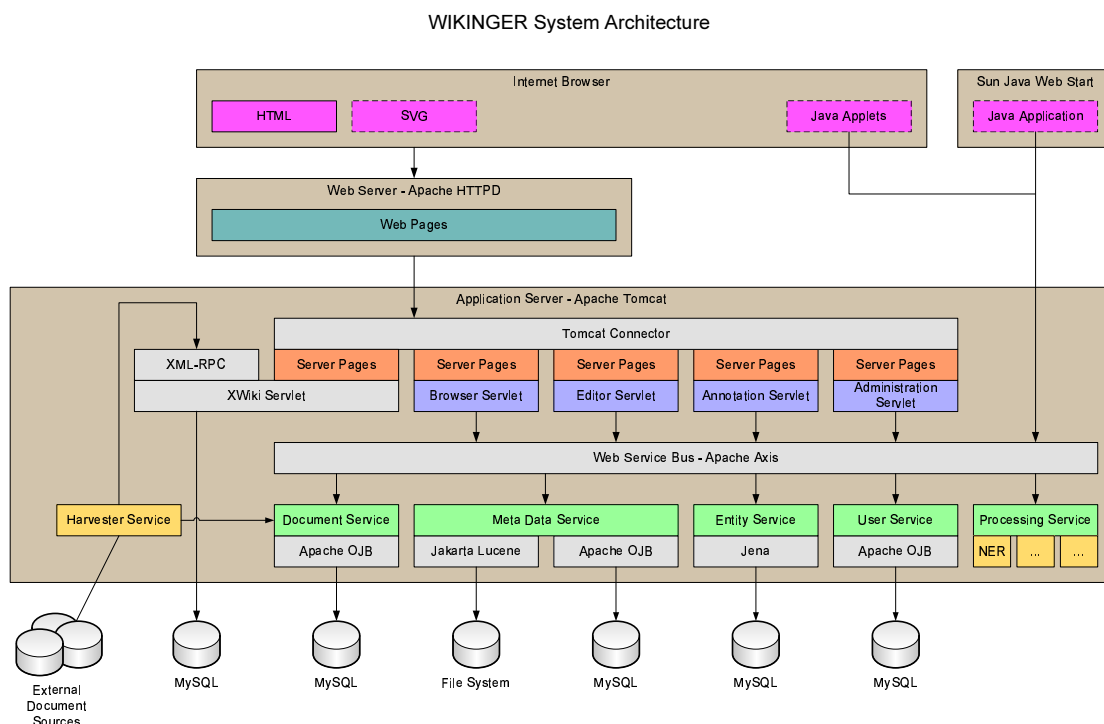 WIKINGER System Architecture
Internet Browser
Sun Java Web Start
HTML
SVG
Java Applets
Java Application
Web Server - Apache HTTPD
Web Pages
Application Server - Apache Tomcat
Tomcat Connector
XML-RPC
Server Pages
Server Pages
Server Pages
Server Pages
Server Pages
XWiki Servlet
Browser Servlet
Editor Servlet
Annotation Servlet
Administration
Servlet
Web Service Bus - Apache Axis
Harvester Service
Document Service
Meta Data Service
Entity Service
User Service
Processing Service
Apache OJB
Jakarta Lucene
Apache OJB
Jena
Apache OJB
NER
...
...
External
Document
Sources
MySQL
MySQL
File System
MySQL
MySQL
MySQL